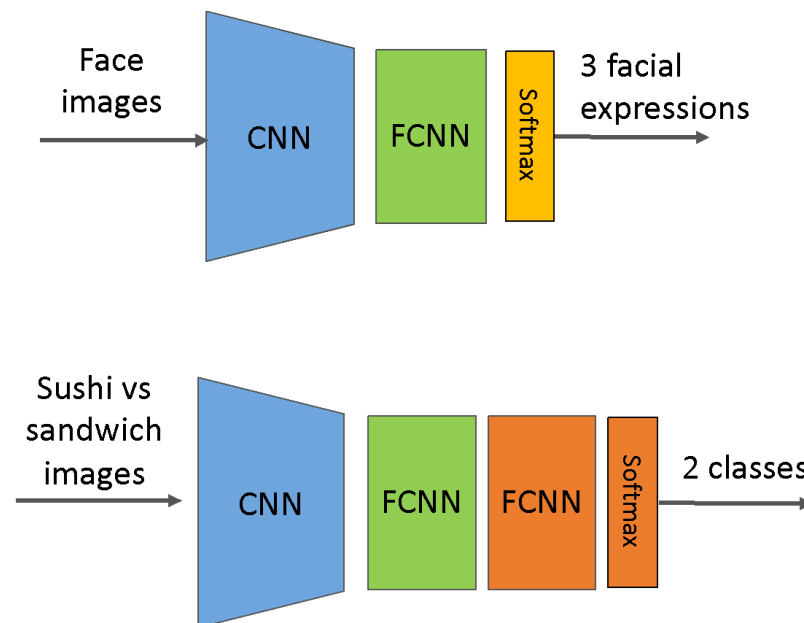 Face
images
CNN
FCNN
Softmax
3 facial
expressions
Sushi vs
sandwich
images
CNN
FCNN
FCNN
Softmax
2 classes